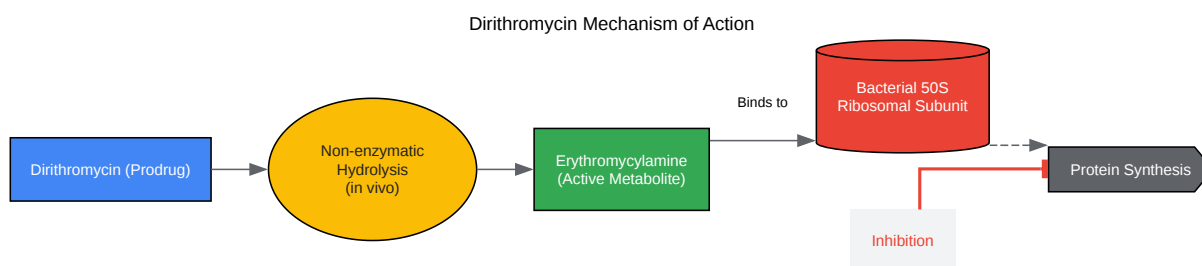 Dirithromycin Mechanism of Action
Dirithromycin (Prodrug)
Non-enzymatic
Hydrolysis
(in vivo)
Erythromycylamine
(Active Metabolite)
Binds to
Bacterial 50S
Ribosomal Subunit
Protein Synthesis
Inhibition